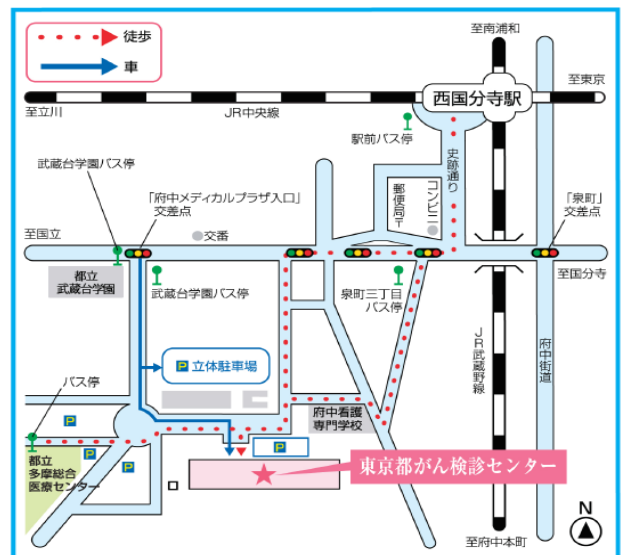 徒歩
車
至南浦和
至東京
西国分寺駅
至立川
JR中央線
駅前バス停
史跡通り
武蔵台学園バス停
「府中メディカルプラザ入口」
交差点
郵便局〒
コンビニ
「泉町」
交差点
至国立
交番
都立
武蔵台学園
武蔵台学園バス停
泉町三丁目
バス停
至国分寺
JR武蔵野線
府中街道
P 立体駐車場
バス停
P
府中看護
専門学校
P
P
P
都立
多摩総合
医療センター
東京都がん検診センター
N
至府中本町